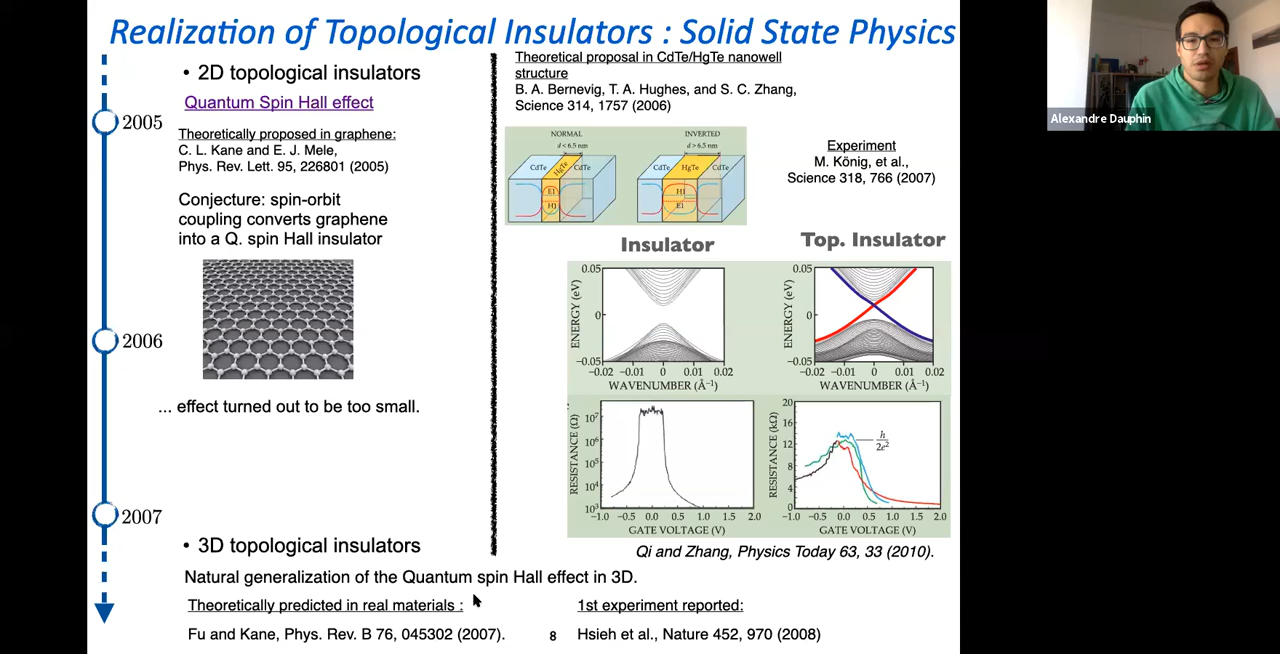 Realization of Topological Insulators : Solid State Physics
• 2D topological insulators
Quantum Spin Hall effect
2005
Theoretically proposed in graphene:
C. L. Kane and E. J. Mele,
Phys. Rev. Lett. 95, 226801 (2005)
Conjecture: spin-orbit
coupling converts graphene
into a Q. spin Hall insulator
2006
... effect turned out to be too small.
2007
• 3D topological insulators
Natural generalization of the Quantum spin Hall effect in 3D.
Theoretically predicted in real materials :
Fu and Kane, Phys. Rev. B 76, 045302 (2007).
8
1st experiment reported:
Hsieh et al., Nature 452, 970 (2008)
Theoretical proposal in CdTe/HgTe nanowell
structure
B. A. Bernevig, T. A. Hughes, and S. C. Zhang,
Science 314, 1757 (2006)
NORMAL
d < 6.5 nm
CdTe HgTe CdTe
E1
H1
INVERTED
d > 6.5 nm
CdTe HgTe CdTe
H1
E1
Experiment
M. König, et al.,
Science 318, 766 (2007)
Insulator
0.05
0
−0.05
ENERGY (eV)
−0.02 −0.01 0 0.01 0.02
WAVENUMBER (Å⁻¹)
Top. Insulator
0.05
0
−0.05
ENERGY (eV)
−0.02 −0.01 0 0.01 0.02
WAVENUMBER (Å⁻¹)
10⁷
10⁶
10⁵
10⁴
10³
RESISTANCE (Ω)
−1.0 −0.5 0.0 0.5 1.0 1.5 2.0
GATE VOLTAGE (V)
20
16
12
8
4
0
RESISTANCE (kΩ)
h
2e²
−1.0 −0.5 0.0 0.5 1.0 1.5 2.0
GATE VOLTAGE (V)
Qi and Zhang, Physics Today 63, 33 (2010).
Alexandre Dauphin